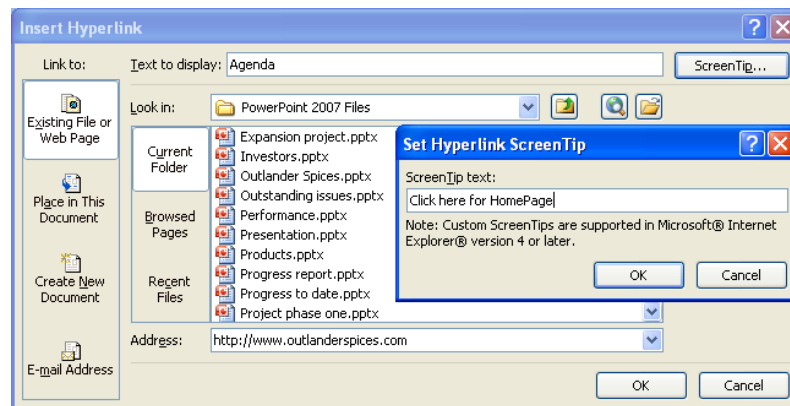 Insert Hyperlink
Link to:
Text to display: Agenda
ScreenTip...
Existing File or
Web Page
Look in: PowerPoint 2007 Files
Current
Folder
Browsed
Pages
Recent
Files
Expansion project.pptx
Investors.pptx
Outlander Spices.pptx
Outstanding issues.pptx
Performance.pptx
Presentation.pptx
Products.pptx
Progress report.pptx
Progress to date.pptx
Project phase one.pptx
Set Hyperlink ScreenTip
ScreenTip text:
Click here for HomePage
Note: Custom ScreenTips are supported in Microsoft® Internet
Explorer® version 4 or later.
OK Cancel
Place in This
Document
Create New
Document
E-mail Address
Address: http://www.outlanderspices.com
OK Cancel